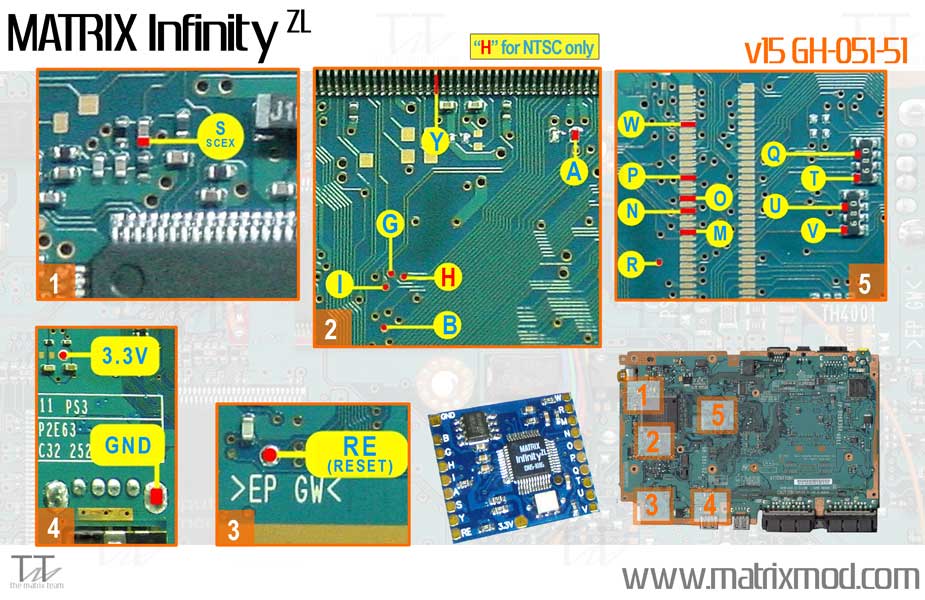 MATRIX Infinity ZL
"H" for NTSC only
v15 GH-051-51
S
SCEX
1
Y
A
G
H
I
B
2
W
P
N
R
O
M
Q
T
U
V
5
TH4001
>EP GW<
3.3V
11 PS3
P2E63
C32 252
GND
4
RE
(RESET)
>EP GW<
3
GND
B
G
H
A
S
Y
RE
3.3V
MATRIX
Infinity ZL
W
R
M
N
O
P
Q
T
U
V
1
2
3
4
5
TT
the matrix team
www.matrixmod.com